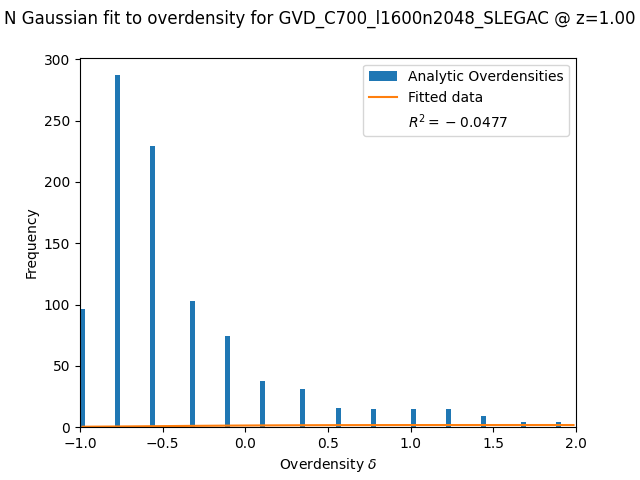 N Gaussian fit to overdensity for GVD_C700_l1600n2048_SLEGAC @ z=1.00
300
250
200
150
100
50
0
Frequency
Analytic Overdensities
Fitted data
R² = − 0.0477
−1.0 −0.5 0.0 0.5 1.0 1.5 2.0
Overdensity δ